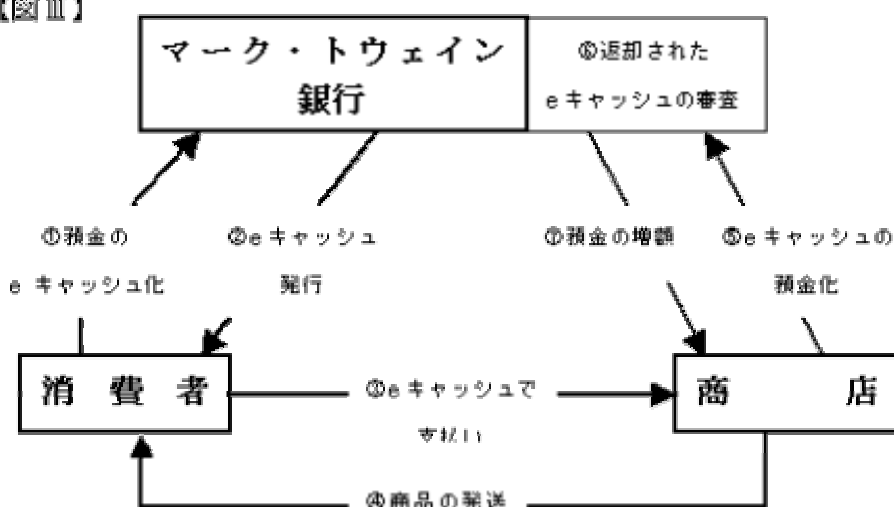 【図Ⅲ】
マーク・トウェイン
銀行
⑥返却された
eキャッシュの審査
①預金の
e キャッシュ化
②eキャッシュ
発行
⑦預金の増額
⑤eキャッシュの
預金化
消 費 者
③eキャッシュで
支払い
商 店
④商品の発送